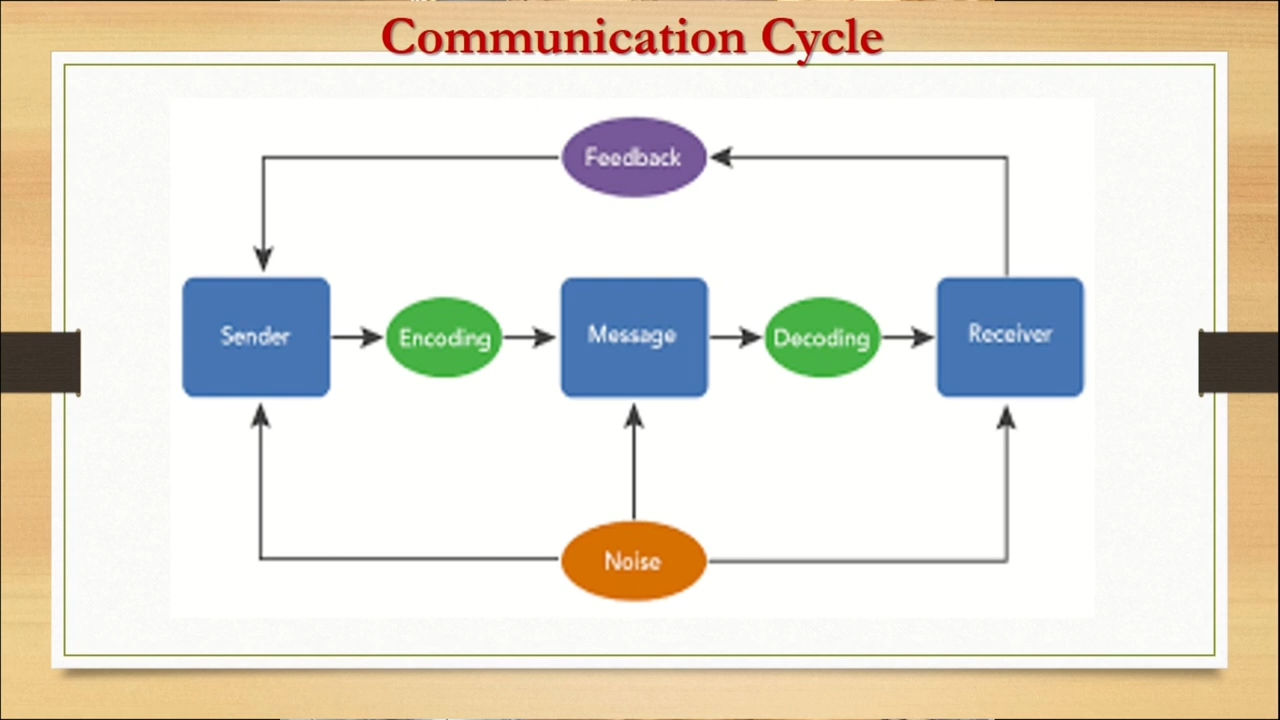 Communication Cycle
Feedback
Sender
Encoding
Message
Decoding
Receiver
Noise